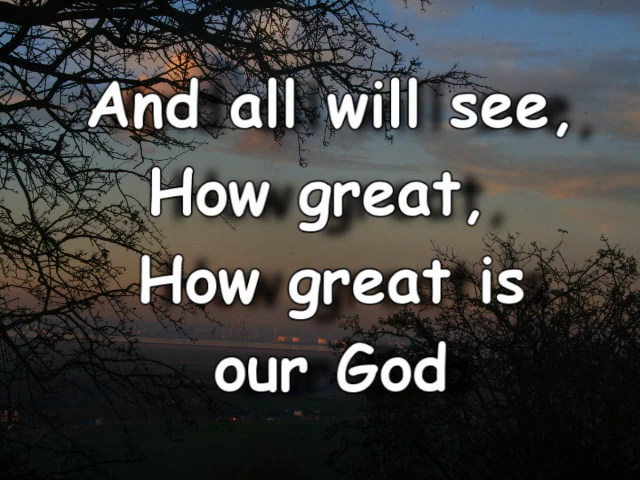 And all will see,
How great,
How great is
our God